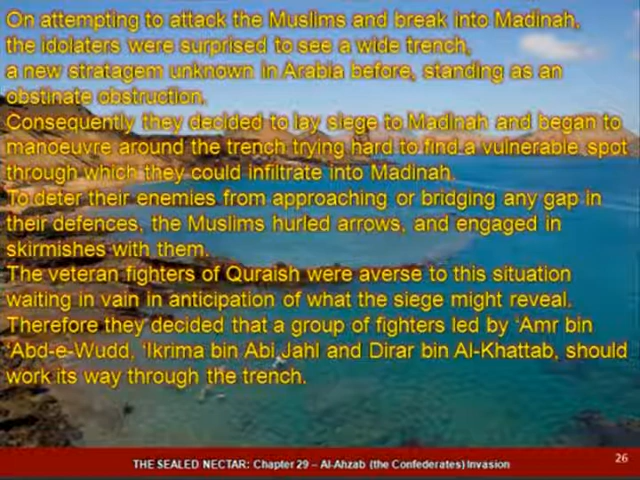 On attempting to attack the Muslims and break into Madinah,
the idolaters were surprised to see a wide trench,
a new stratagem unknown in Arabia before, standing as an
obstinate obstruction.
Consequently they decided to lay siege to Madinah and began to
manoeuvre around the trench trying hard to find a vulnerable spot
through which they could infiltrate into Madinah.
To deter their enemies from approaching or bridging any gap in
their defences, the Muslims hurled arrows, and engaged in
skirmishes with them.
The veteran fighters of Quraish were averse to this situation
waiting in vain in anticipation of what the siege might reveal.
Therefore they decided that a group of fighters led by ‘Amr bin
‘Abd-e-Wudd, ‘Ikrima bin Abi Jahl and Dirar bin Al-Khattab, should
work its way through the trench.
THE SEALED NECTAR: Chapter 29 – Al-Ahzab (the Confederates) Invasion
26